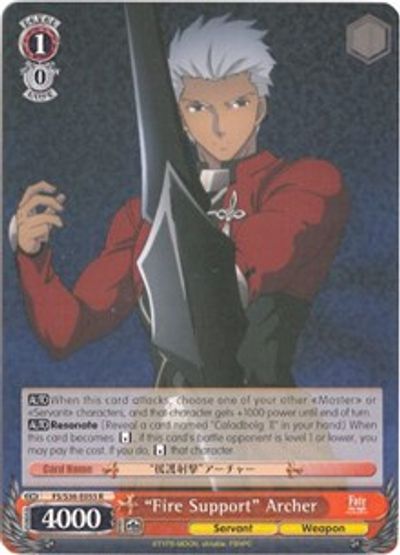 LEVEL
1
0
COST
AUTO When this card attacks, choose one of your other «Master» or
«Servant» characters, and that character gets +1000 power until end of turn.
AUTO Resonate [Reveal a card named "Caladbolg II" in your hand] When
this card becomes [ ], if this card's battle opponent is level 1 or lower,
you may pay cost. If you do,
Card Name
"援護射撃"アーチャー
FS/S36-E055 R
4000
"Fire Support" Archer
Fate
Servant
Weapon
©TYPE-MOON